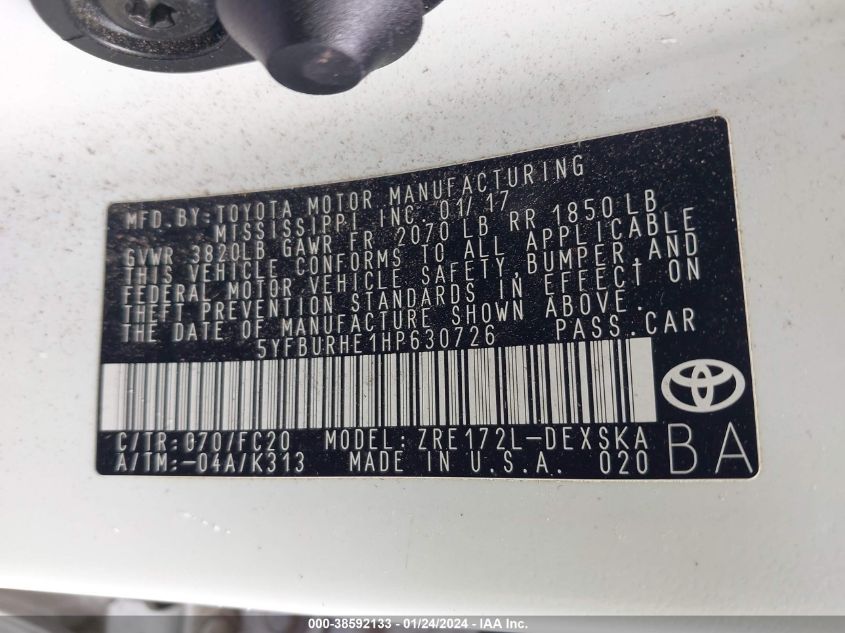 MFD.BY:TOYOTA MOTOR MANUFACTURING
MISSISSIPPI INC. 01/17
GVWR 3820LB GAWR FR 2070 LB RR 1850 LB
THIS VEHICLE CONFORMS TO ALL APPLICABLE
FEDERAL MOTOR VEHICLE SAFETY,BUMPER,AND
THEFT PREVENTION STANDARDS IN EFFECT ON
THE DATE OF MANUFACTURE SHOWN ABOVE.
5YFBURHE1HP630726 PASS.CAR
C/TR:070/FC20 MODEL:ZRE172L-DEXSKA
A/TM:-04A/K313 MADE IN U.S.A. 020
BA
000-38592133 - 01/24/2024 - IAA Inc.